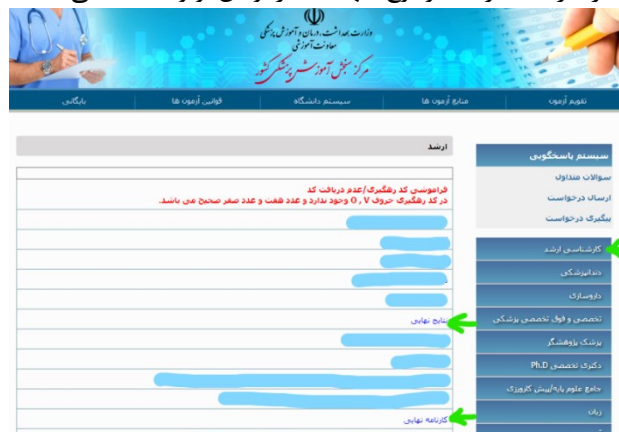 وزارت بهداشت، درمان و آموزش پزشکی
معاونت آموزشی
مرکز سنجش آموزش پزشکی کشور
تقویم آزمون
منابع آزمون ها
سیستم دانشگاه
قوانین آزمون ها
بایگانی
سیستم پاسخگویی
سوالات متداول
ارسال درخواست
پیگیری درخواست
کارشناسی ارشد
دندانپزشکی
داروسازی
تخصصی و فوق تخصصی پزشکی
پزشک پژوهشگر
دکتری تخصصی Ph.D
جامع علوم پایه/پیش کارورزی
زبان
ارشد
فراموشی کد رهگیری/عدم دریافت کد
در کد رهگیری حروف O , V وجود ندارد و عدد هفت و عدد صفر صحیح می باشد.
نتایج نهایی
کارنامه نهایی